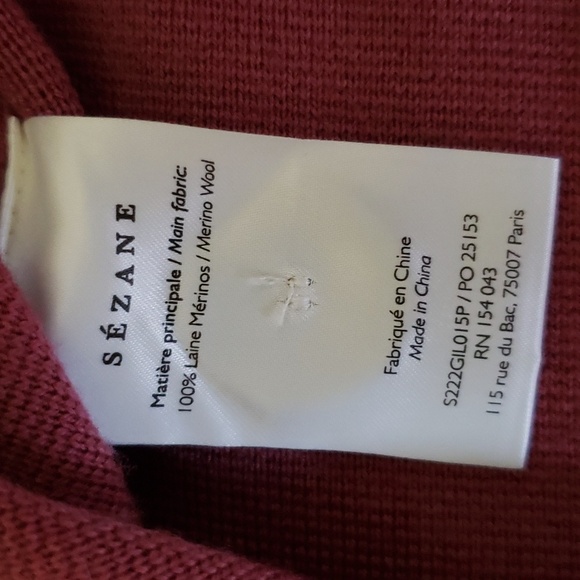 SÉZANE
Matière principale / Main fabric:
100% Laine Mérinos / Merino Wool
Fabriqué en Chine
Made in China
S222GIL015P / PO 25153
RN 154 043
115 rue du Bac, 75007 Paris